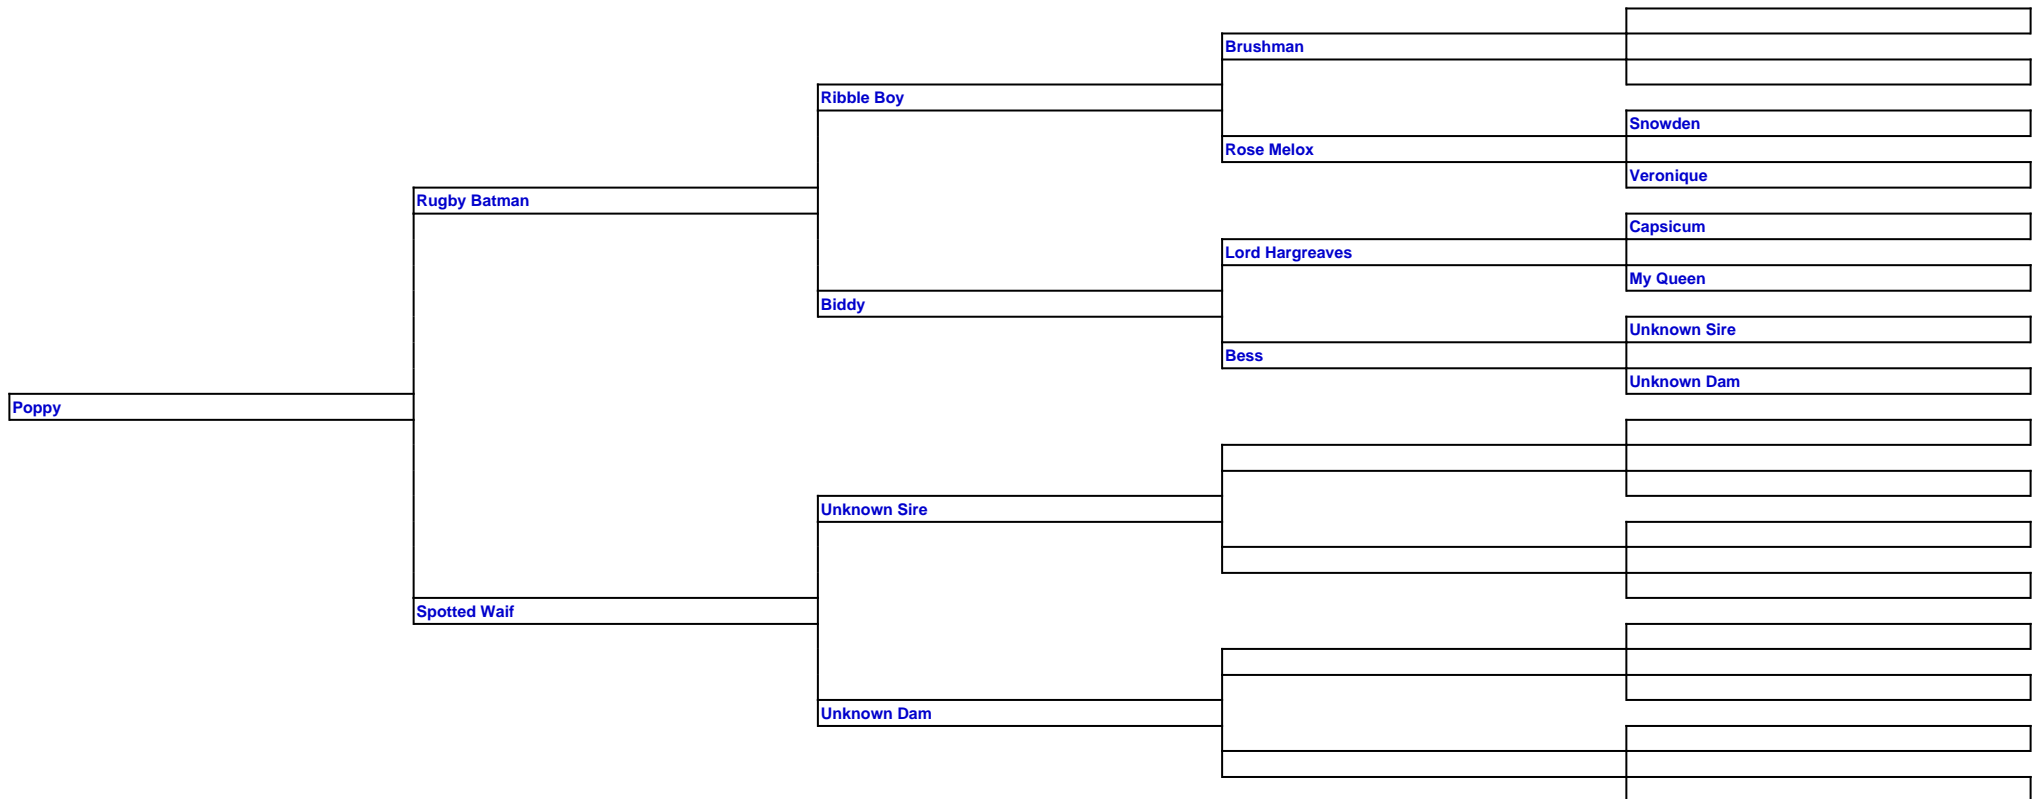 Brushman
Ribble Boy
Snowden
Rose Melox
Veronique
Rugby Batman
Capsicum
Lord Hargreaves
My Queen
Biddy
Unknown Sire
Bess
Unknown Dam
Poppy
Unknown Sire
Spotted Waif
Unknown Dam